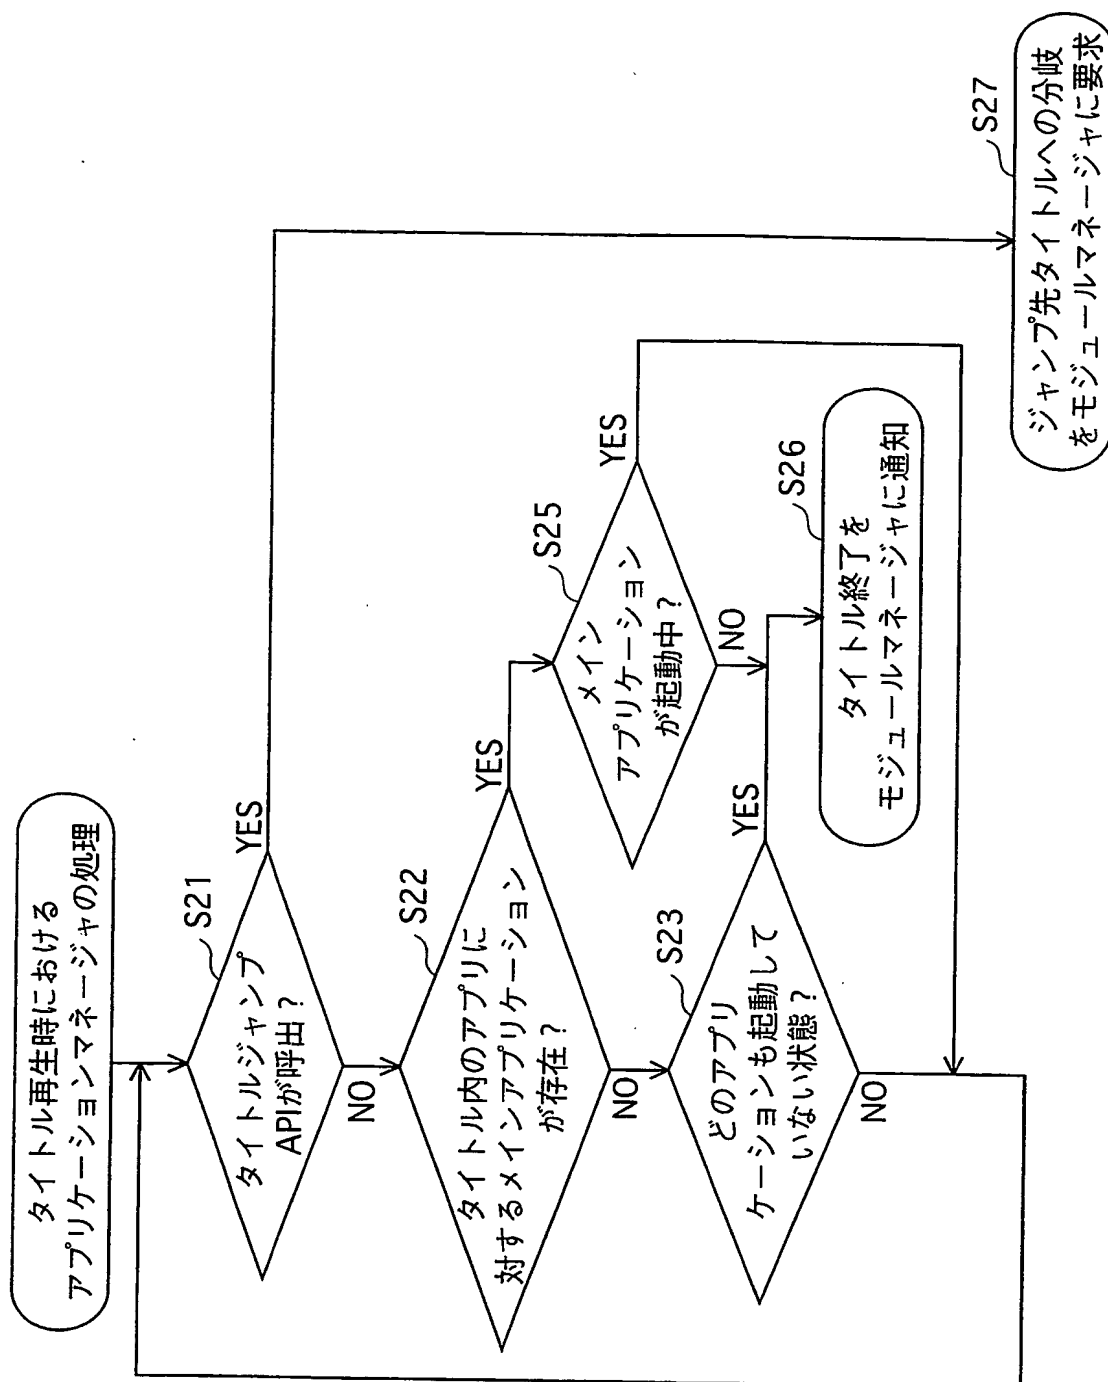 タイトル再生時における
アプリケーションマネージャの処理
S21
タイトルジャンプ
APIが呼出?
YES
NO
S22
タイトル内のアプリに
対するメインアプリケーション
が存在?
YES
NO
S25
メイン
アプリケーション
が起動中?
YES
NO
S23
どのアプリ
ケーションも起動して
いない状態?
YES
NO
S26
タイトル終了を
モジュールマネージャに通知
S27
ジャンプ先タイトルへの分岐
をモジュールマネージャに要求